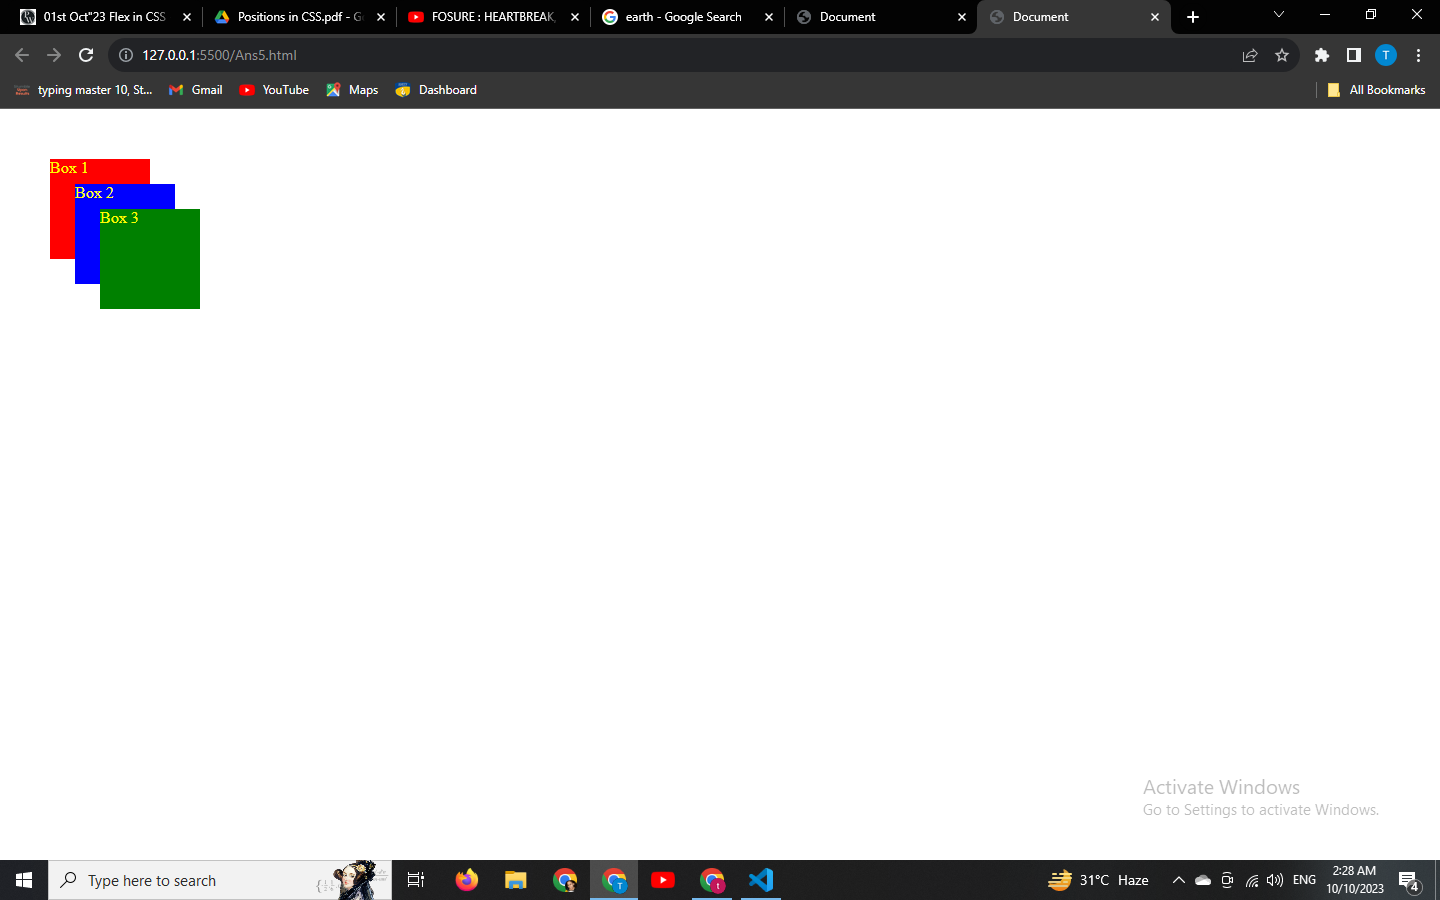 01st Oct"23 Flex in CSS
Positions in CSS.pdf - G
FOSURE : HEARTBREAK,
earth - Google Search
Document
Document
127.0.0.1:5500/Ans5.html
T
typing master 10, St...
Gmail
YouTube
Maps
Dashboard
All Bookmarks
Box 1
Box 2
Box 3
Activate Windows
Go to Settings to activate Windows.
Type here to search
T
t
31°C Haze
ENG
2:28 AM
10/10/2023
4